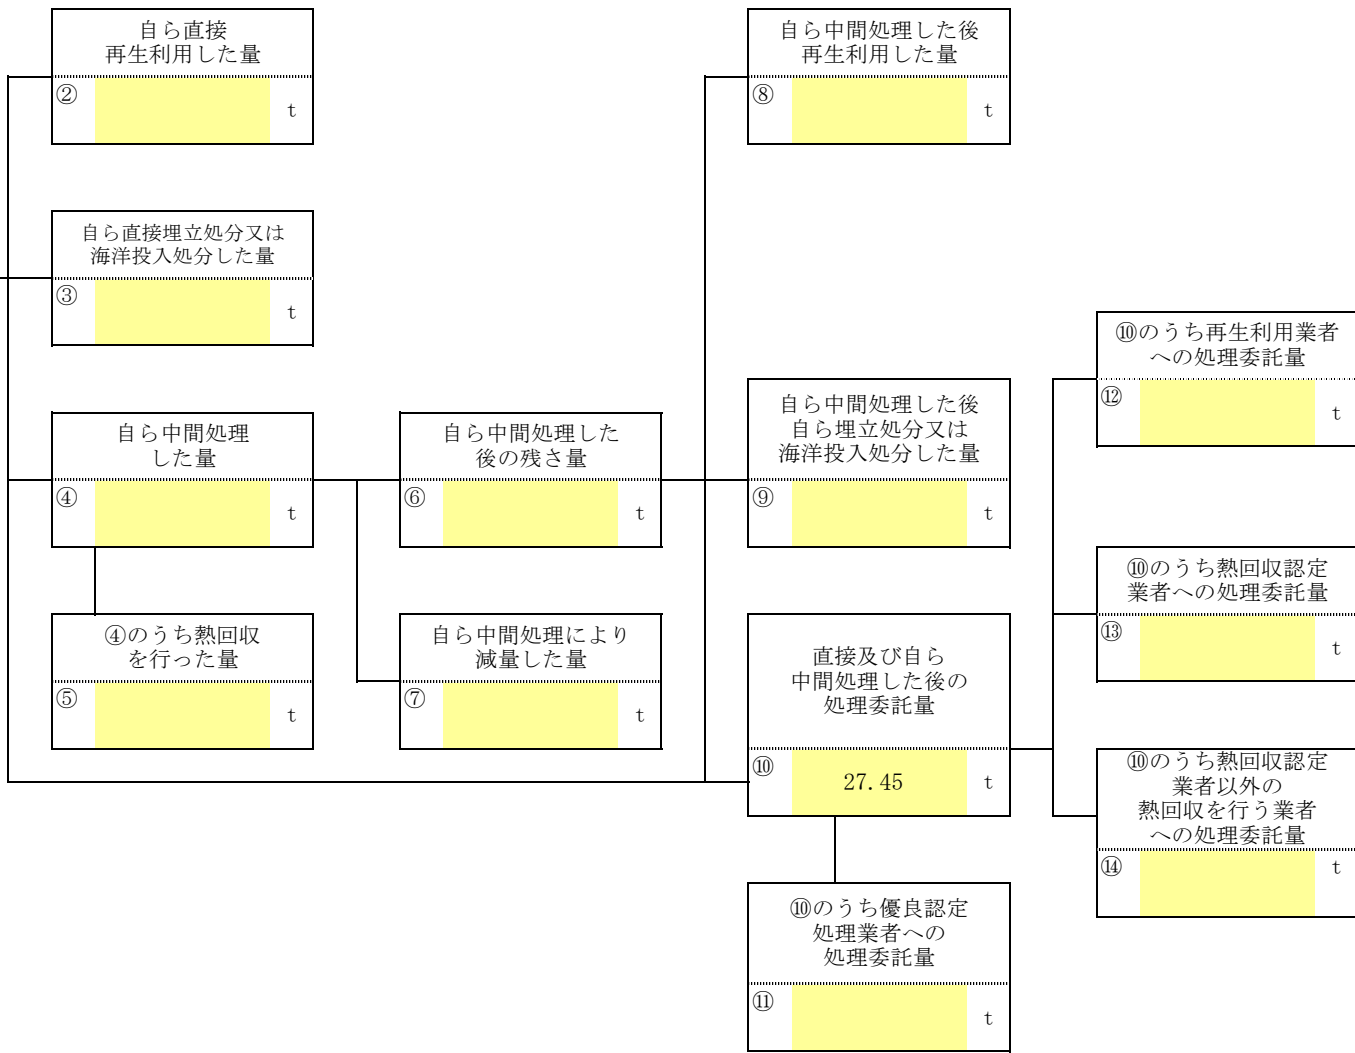 自ら直接
再生利用した量
②
t
自ら中間処理した後
再生利用した量
⑧
t
自ら直接埋立処分又は
海洋投入処分した量
③
t
⑩のうち再生利用業者
への処理委託量
⑫
t
自ら中間処理
した量
④
t
自ら中間処理した
後の残さ量
⑥
t
自ら中間処理した後
自ら埋立処分又は
海洋投入処分した量
⑨
t
⑩のうち熱回収認定
業者への処理委託量
⑬
t
④のうち熱回収
を行った量
⑤
t
自ら中間処理により
減量した量
⑦
t
直接及び自ら
中間処理した後の
処理委託量
⑩
27.45
t
⑩のうち熱回収認定
業者以外の
熱回収を行う業者
への処理委託量
⑭
t
⑩のうち優良認定
処理業者への
処理委託量
⑪
t